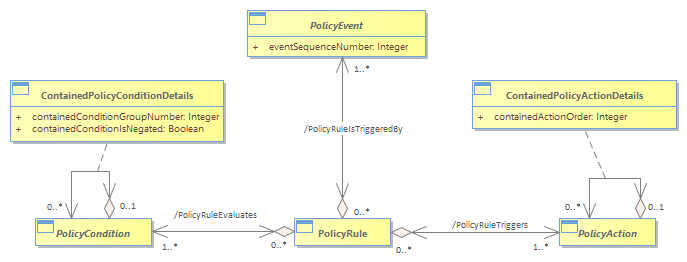 PolicyEvent
+ eventSequenceNumber: Integer
1..*
ContainedPolicyConditionDetails
+ containedConditionGroupNumber: Integer
+ containedConditionIsNegated: Boolean
ContainedPolicyActionDetails
+ containedActionOrder: Integer
/PolicyRuleIsTriggeredBy
0..*
0..1
0..*
0..*
0..1
PolicyCondition
/PolicyRuleEvaluates
1..*
0..*
PolicyRule
/PolicyRuleTriggers
0..*
1..*
PolicyAction